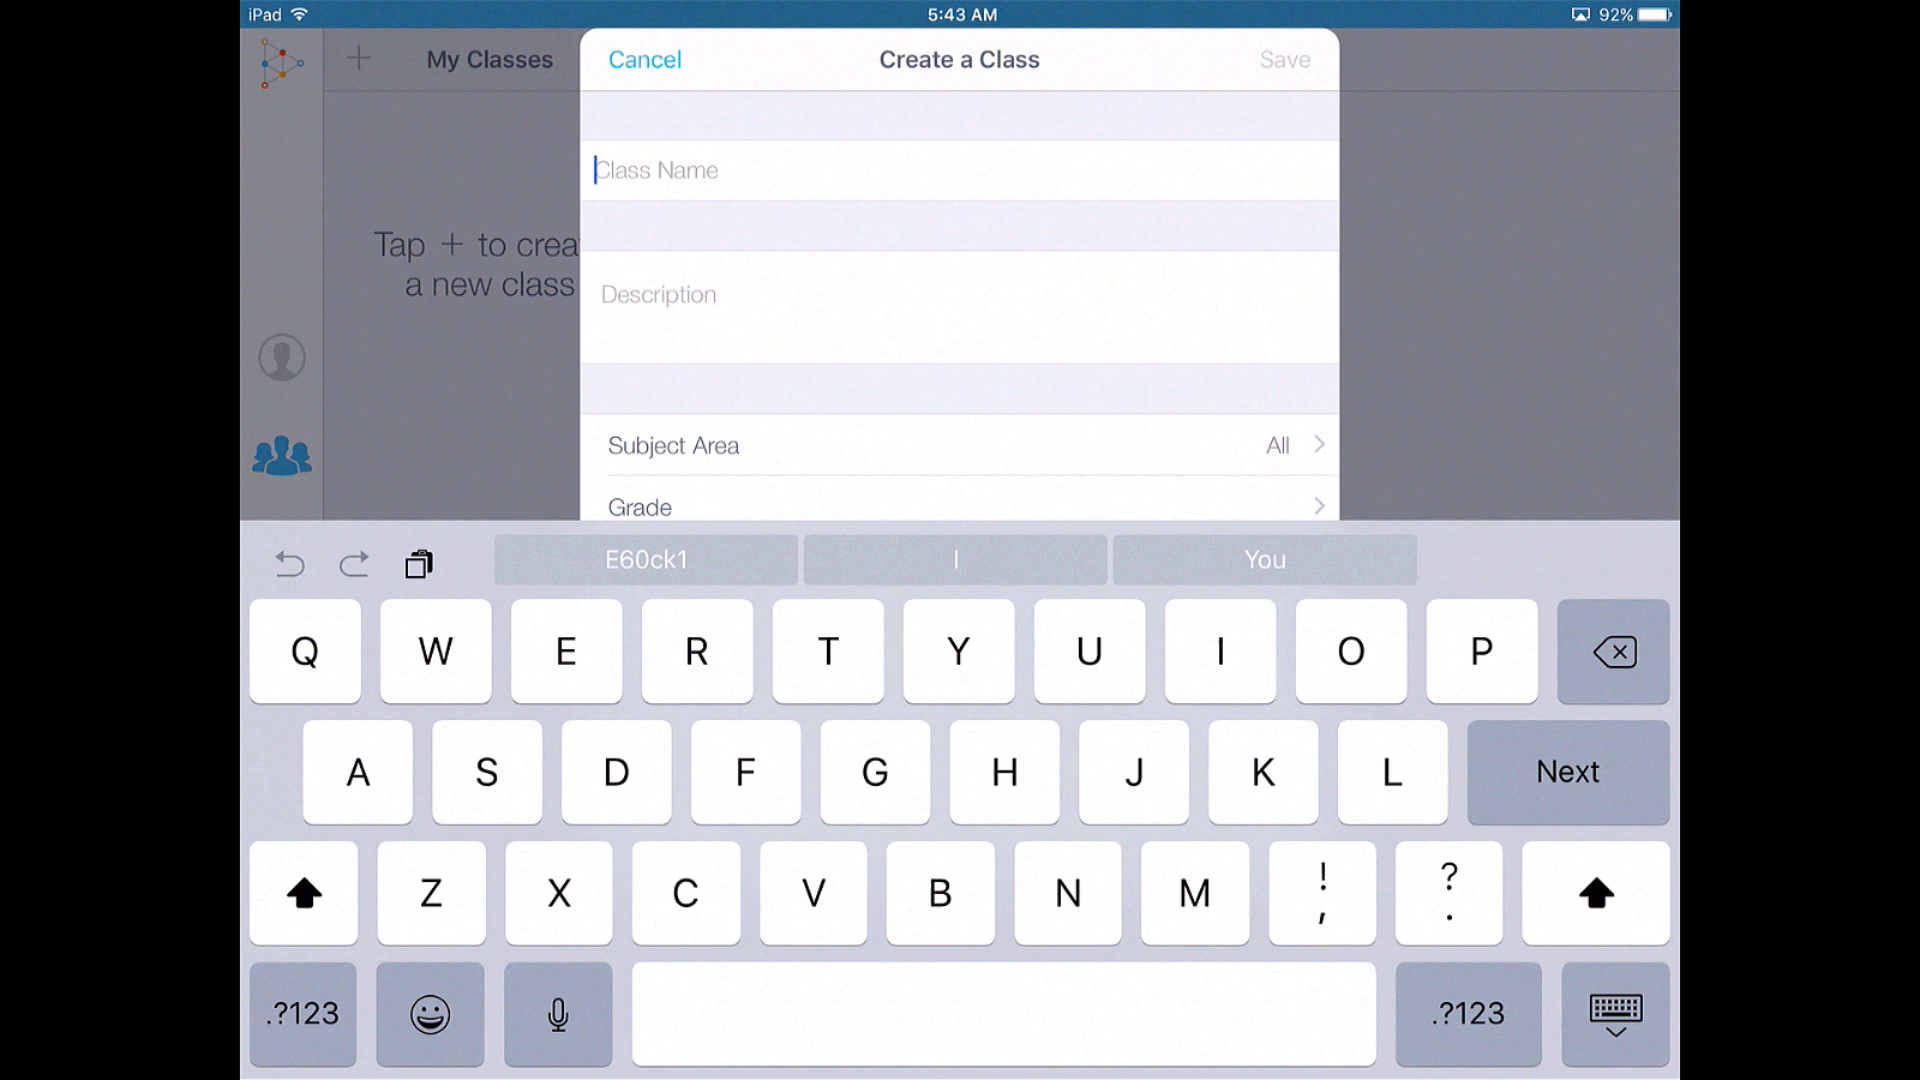 iPad 5:43 AM 92%
My Classes
Cancel Create a Class Save
Class Name
Tap + to crea
a new class
Description
Subject Area All
Grade
E60ck1 I You
Q W E R T Y U I O P
A S D F G H J K L Next
Z X C V B N M ! , ? .
.?123 .?123